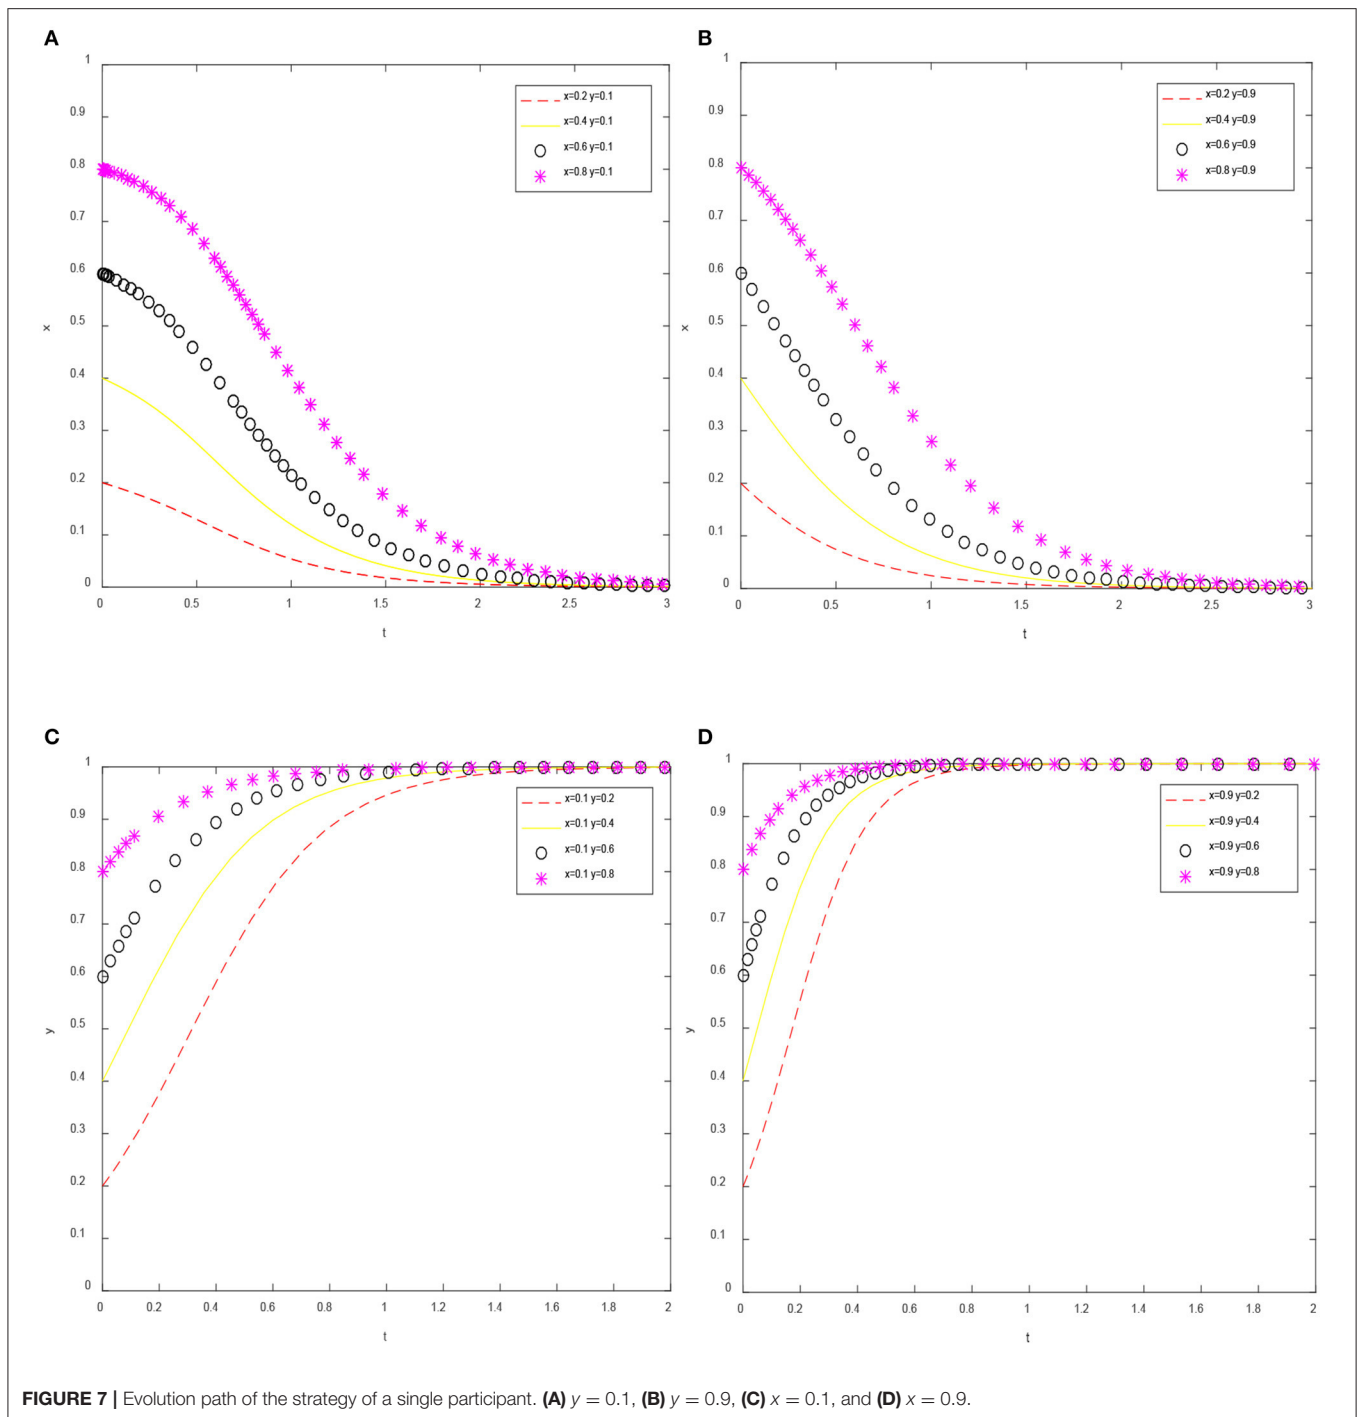 A
1
0.9
0.8
0.7
0.6
0.5
0.4
0.3
0.2
0.1
0
x
0 0.5 1 1.5 2 2.5 3
t
x=0.2 y=0.1
x=0.4 y=0.1
x=0.6 y=0.1
x=0.8 y=0.1
B
1
0.9
0.8
0.7
0.6
0.5
0.4
0.3
0.2
0.1
0
x
0 0.5 1 1.5 2 2.5 3
t
x=0.2 y=0.9
x=0.4 y=0.9
x=0.6 y=0.9
x=0.8 y=0.9
C
1
0.9
0.8
0.7
0.6
0.5
0.4
0.3
0.2
0.1
0
y
0 0.2 0.4 0.6 0.8 1 1.2 1.4 1.6 1.8 2
t
x=0.1 y=0.2
x=0.1 y=0.4
x=0.1 y=0.6
x=0.1 y=0.8
D
1
0.9
0.8
0.7
0.6
0.5
0.4
0.3
0.2
0.1
0
y
0 0.2 0.4 0.6 0.8 1 1.2 1.4 1.6 1.8 2
t
x=0.9 y=0.2
x=0.9 y=0.4
x=0.9 y=0.6
x=0.9 y=0.8
FIGURE 7 | Evolution path of the strategy of a single participant. (A) y = 0.1, (B) y = 0.9, (C) x = 0.1, and (D) x = 0.9.